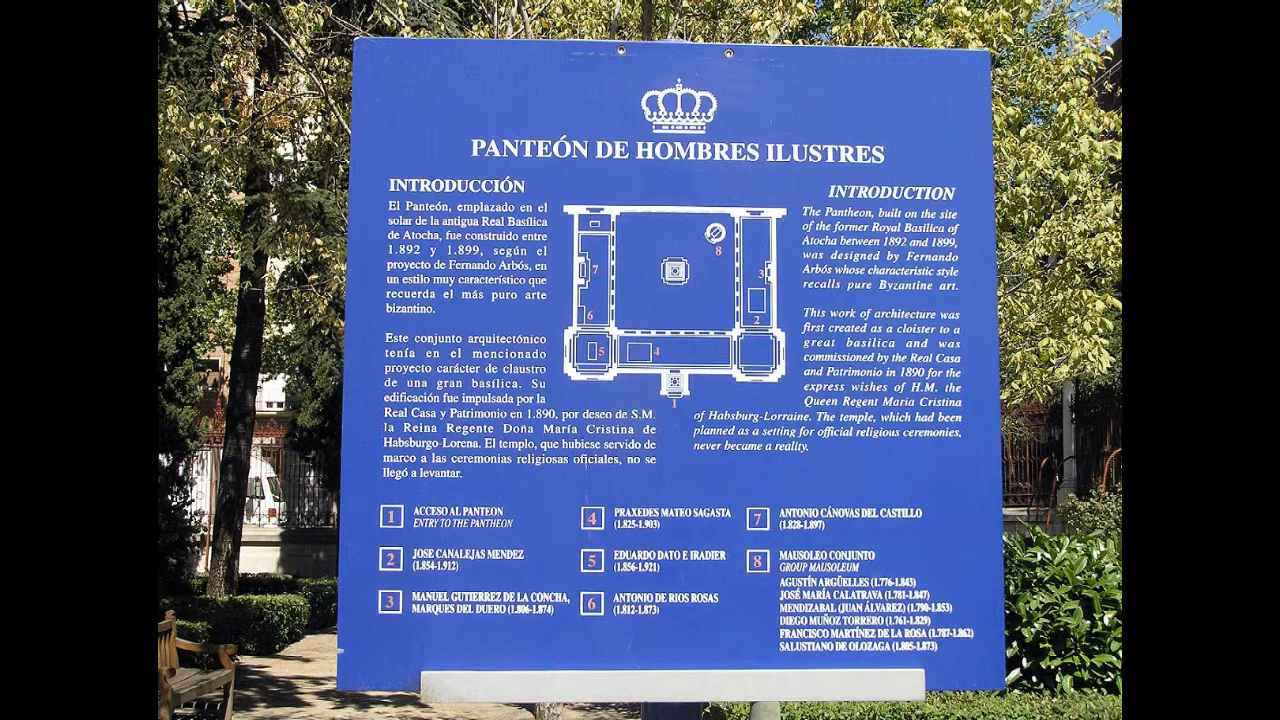 PANTEÓN DE HOMBRES ILUSTRES
INTRODUCCIÓN
El Panteón, emplazado en el
solar de la antigua Real Basílica
de Atocha, fue construido entre
1.892 y 1.899, según el
proyecto de Fernando Arbós, en
un estilo muy característico que
recuerda el más puro arte
bizantino.
Este conjunto arquitectónico
tenía en el mencionado
proyecto carácter de claustro
de una gran basílica. Su
edificación fue impulsada por la
Real Casa y Patrimonio en 1.890, por deseo de S.M.
la Reina Regente Doña María Cristina de
Habsburgo-Lorena. El templo, que hubiese servido de
marco a las ceremonias religiosas oficiales, no se
llegó a levantar.
8
7
3
6
2
5
4
1
INTRODUCTION
The Pantheon, built on the site
of the former Royal Basilica of
Atocha between 1892 and 1899,
was designed by Fernando
Arbós whose characteristic style
recalls pure Byzantine art.
This work of architecture was
first created as a cloister to a
great basilica and was
commissioned by the Real Casa
and Patrimonio in 1890 for the
express wishes of H.M. the
Queen Regent Maria Cristina
of Habsburg-Lorraine. The temple, which had been
planned as a setting for official religious ceremonies,
never became a reality.
1 ACCESO AL PANTEON
ENTRY TO THE PANTHEON
2 JOSE CANALEJAS MENDEZ
(1.854-1.912)
3 MANUEL GUTIERREZ DE LA CONCHA,
MARQUES DEL DUERO (1.806-1.874)
4 PRAXEDES MATEO SAGASTA
(1.825-1.903)
5 EDUARDO DATO E IRADIER
(1.856-1.921)
6 ANTONIO DE RIOS ROSAS
(1.812-1.873)
7 ANTONIO CÁNOVAS DEL CASTILLO
(1.828-1.897)
8 MAUSOLEO CONJUNTO
GROUP MAUSOLEUM
AGUSTÍN ARGÜELLES (1.776-1.843)
JOSÉ MARÍA CALATRAVA (1.781-1.847)
MENDIZABAL (JUAN ÁLVAREZ) (1.790-1.853)
DIEGO MUÑOZ TORRERO (1.761-1.829)
FRANCISCO MARTÍNEZ DE LA ROSA (1.787-1.862)
SALUSTIANO DE OLOZAGA (1.805-1.873)